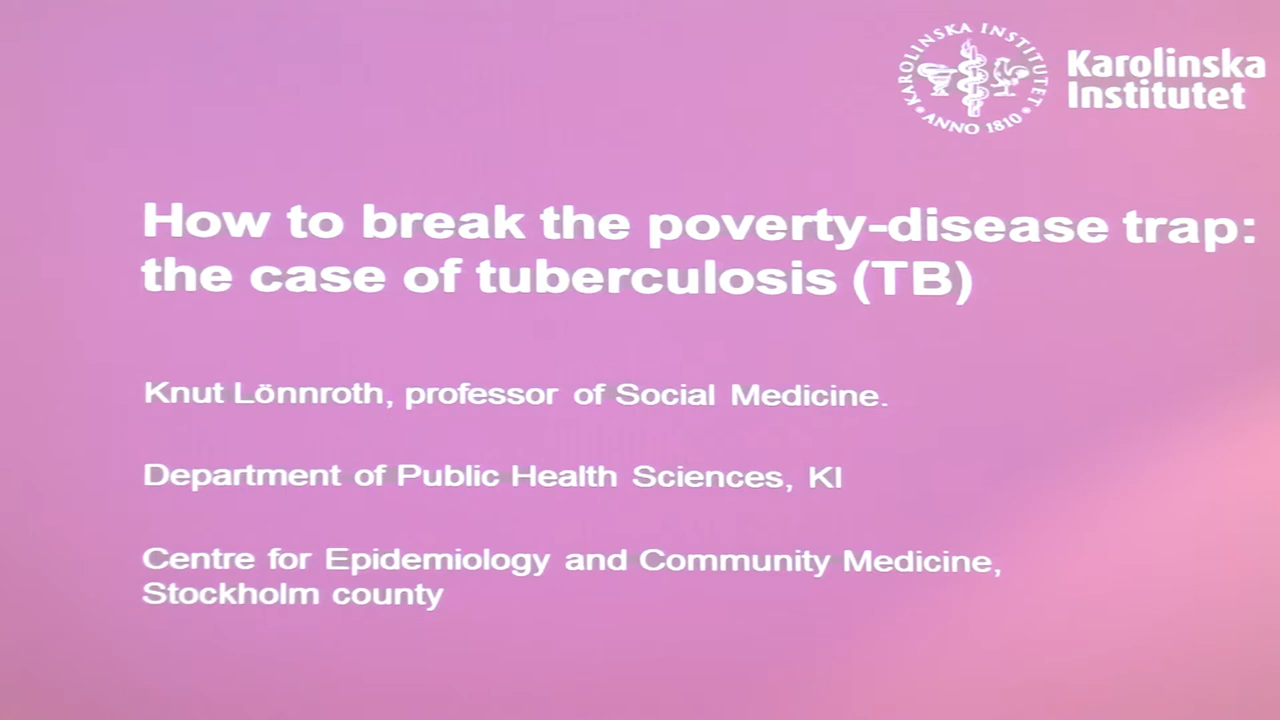 KAROLINSKA INSTITUTET
ANNO 1810
Karolinska
Institutet
How to break the poverty-disease trap:
the case of tuberculosis (TB)
Knut Lönnroth, professor of Social Medicine.
Department of Public Health Sciences, KI
Centre for Epidemiology and Community Medicine,
Stockholm county